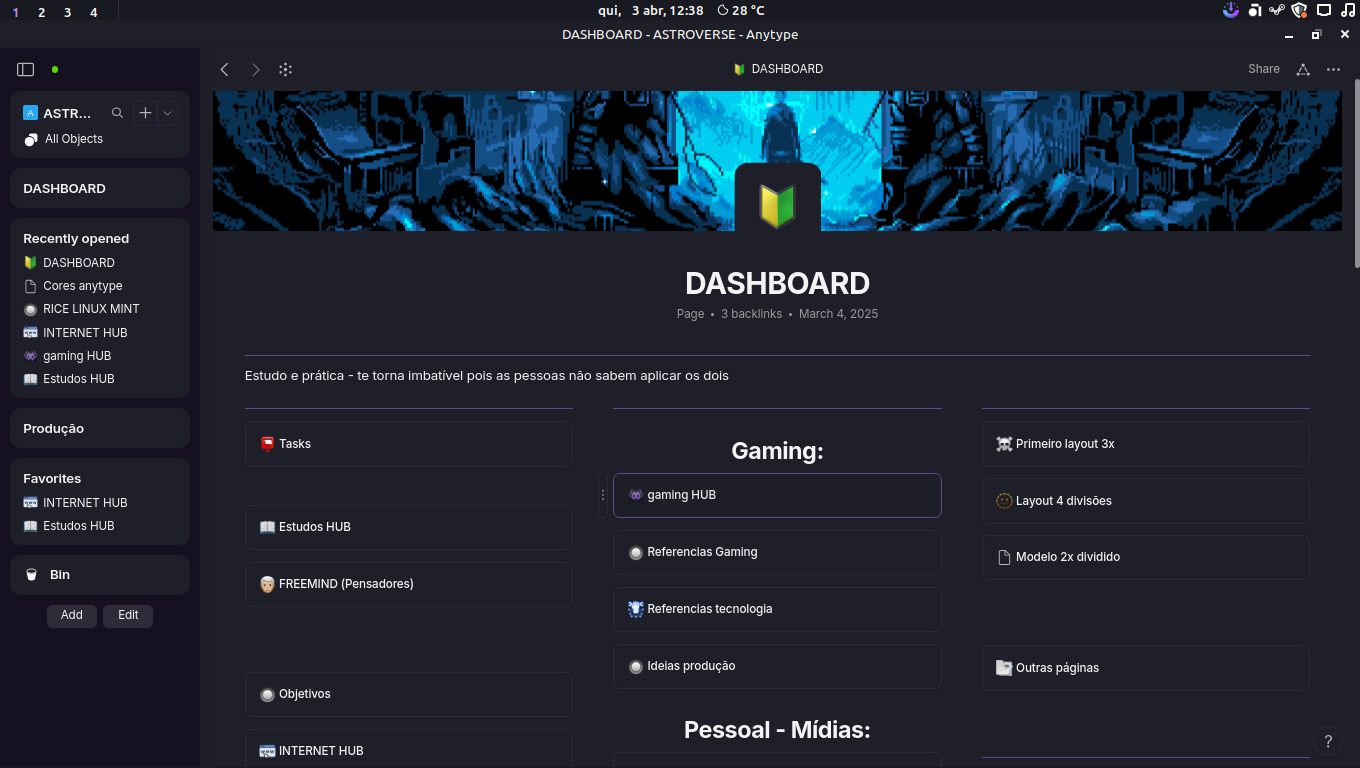 1 2 3 4
qui, 3 abr, 12:38 28 °C
DASHBOARD - ASTROVERSE - Anytype
DASHBOARD
Share
A ASTR...
All Objects
DASHBOARD
Recently opened
DASHBOARD
Cores anytype
RICE LINUX MINT
INTERNET HUB
gaming HUB
Estudos HUB
Produção
Favorites
INTERNET HUB
Estudos HUB
Bin
Add Edit
DASHBOARD
Page • 3 backlinks • March 4, 2025
Estudo e prática - te torna imbatível pois as pessoas não sabem aplicar os dois
Tasks
Estudos HUB
FREEMIND (Pensadores)
Objetivos
INTERNET HUB
Gaming:
gaming HUB
Referencias Gaming
Referencias tecnologia
Ideias produção
Pessoal - Mídias:
Primeiro layout 3x
Layout 4 divisões
Modelo 2x dividido
Outras páginas
?